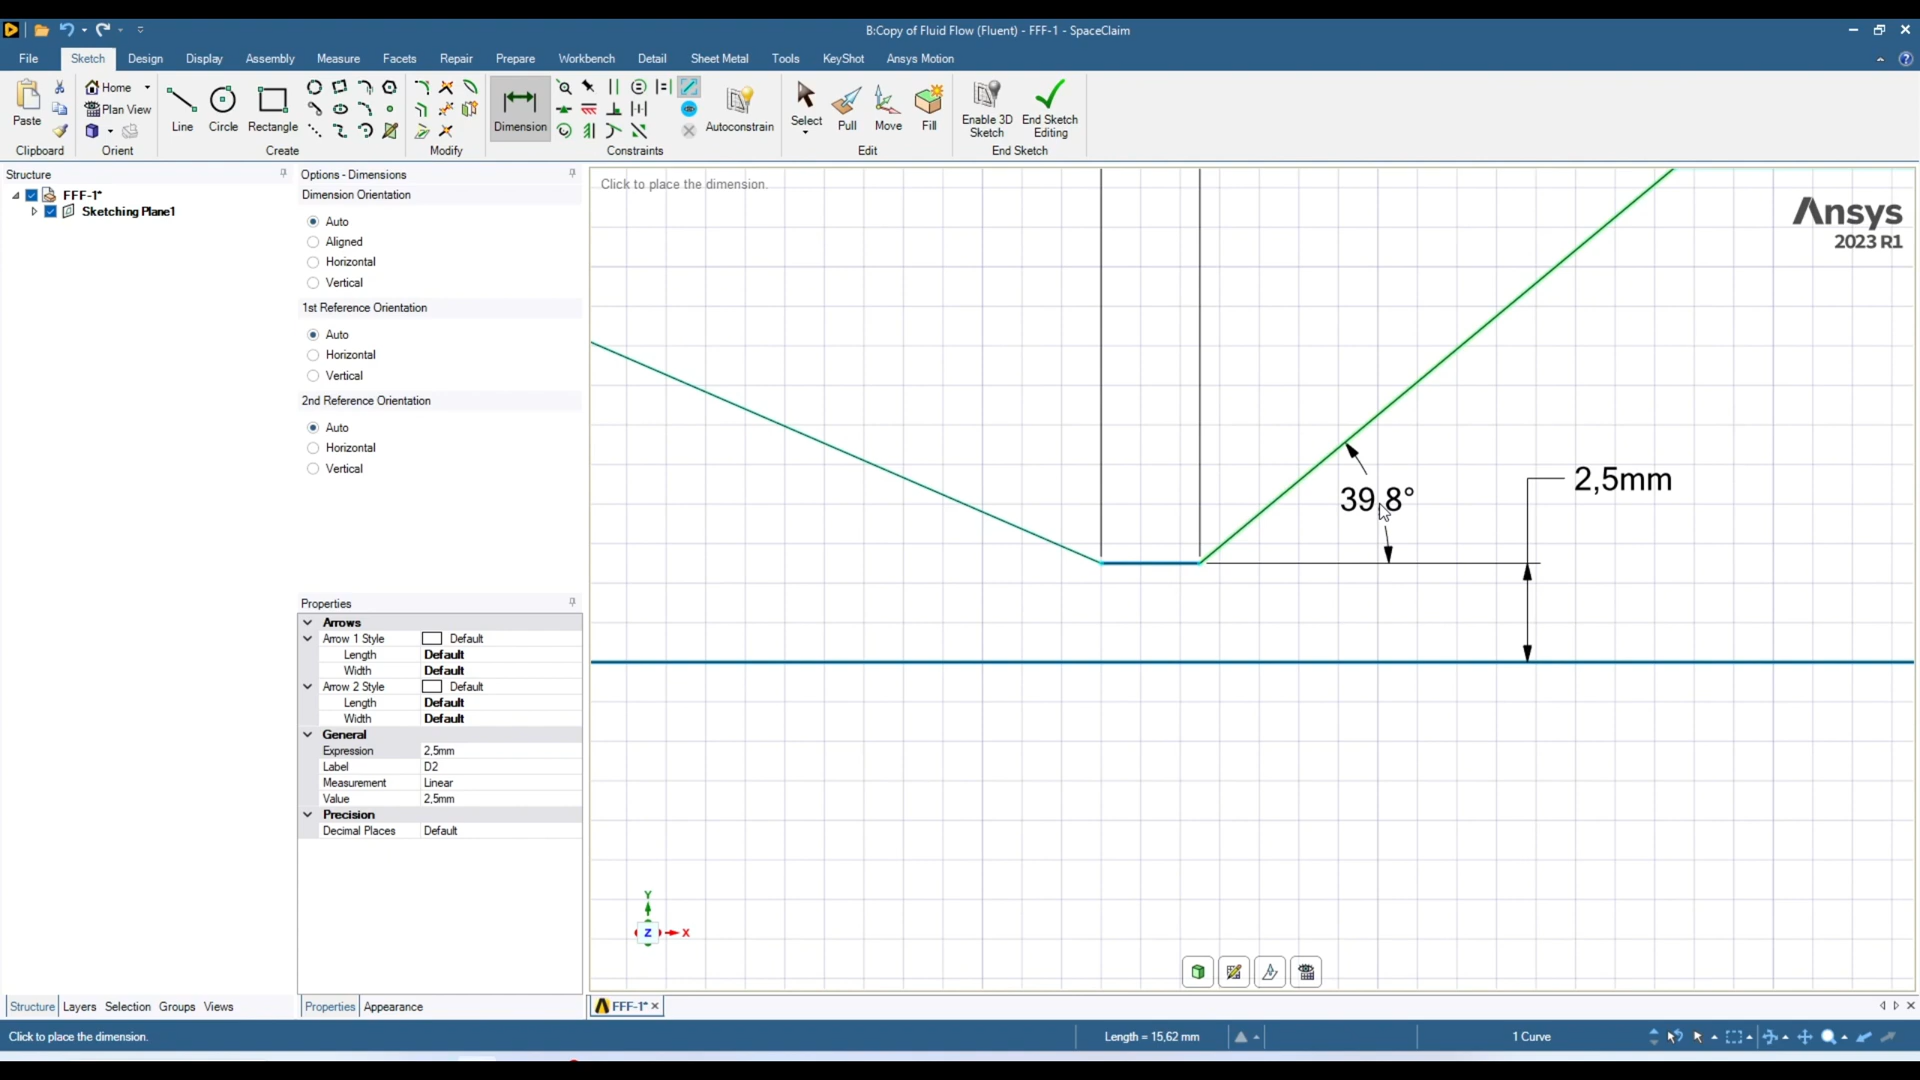 B:Copy of Fluid Flow (Fluent) - FFF-1 - SpaceClaim
File Sketch Design Display Assembly Measure Facets Repair Prepare Workbench Detail Sheet Metal Tools KeyShot Ansys Motion
Paste
Home
Plan View
Line
Circle
Rectangle
Dimension
Autoconstrain
Select
Pull
Move
Fill
Enable 3D Sketch
End Sketch Editing
Clipboard Orient Create Modify Constraints Edit End Sketch
Structure
FFF-1*
Sketching Plane1
Options - Dimensions
Dimension Orientation
Auto
Aligned
Horizontal
Vertical
1st Reference Orientation
Auto
Horizontal
Vertical
2nd Reference Orientation
Auto
Horizontal
Vertical
Properties
Arrows
Arrow 1 Style Default
Length Default
Width Default
Arrow 2 Style Default
Length Default
Width Default
General
Expression 2,5mm
Label D2
Measurement Linear
Value 2,5mm
Precision
Decimal Places Default
Click to place the dimension.
Ansys
2023 R1
39,8°
2,5mm
Y
Z
X
Structure Layers Selection Groups Views
Properties Appearance
FFF-1*
Click to place the dimension.
Length = 15,62 mm
1 Curve